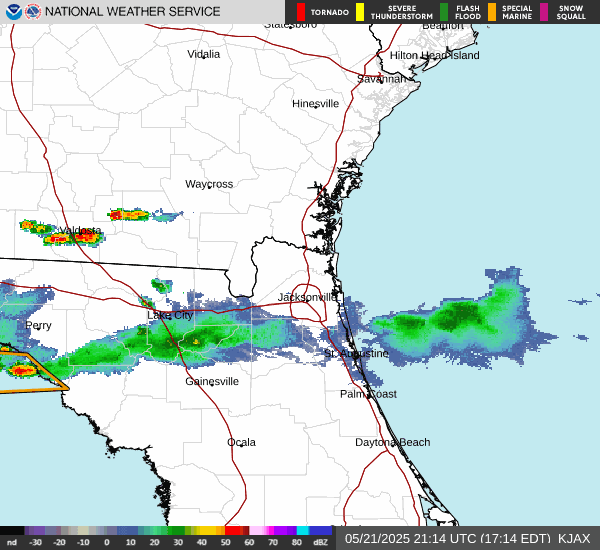 NATIONAL WEATHER SERVICE
TORNADO
SEVERE THUNDERSTORM
FLASH FLOOD
SPECIAL MARINE
SNOW SQUALL
Statesboro
Beaufort
Vidalia
Hilton Head Island
Savannah
Hinesville
Waycross
Valdosta
Jacksonville
Lake City
Perry
St. Augustine
Gainesville
Palm Coast
Ocala
Daytona Beach
nd -30 -20 -10 0 10 20 30 40 50 60 70 80 dBZ
05/21/2025 21:14 UTC (17:14 EDT) KJAX